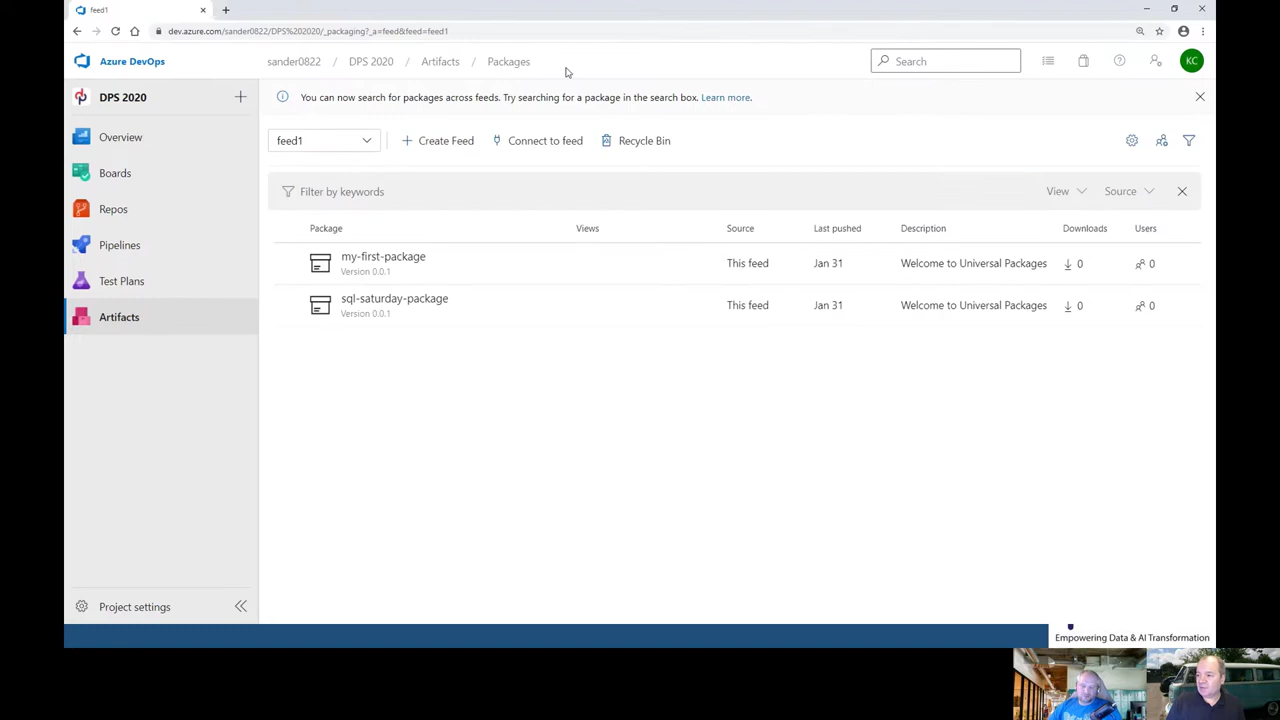 feed1
dev.azure.com/sander0822/DPS%202020/_packaging?_a=feed&feed=feed1
Azure DevOps
sander0822 / DPS 2020 / Artifacts / Packages
Search
KC
DPS 2020
You can now search for packages across feeds. Try searching for a package in the search box. Learn more.
Overview
Boards
Repos
Pipelines
Test Plans
Artifacts
Project settings
feed1
Create Feed
Connect to feed
Recycle Bin
Filter by keywords
View
Source
Package Views Source Last pushed Description Downloads Users
my-first-package
Version 0.0.1
This feed Jan 31 Welcome to Universal Packages 0 0
sql-saturday-package
Version 0.0.1
This feed Jan 31 Welcome to Universal Packages 0 0
Empowering Data & AI Transformation